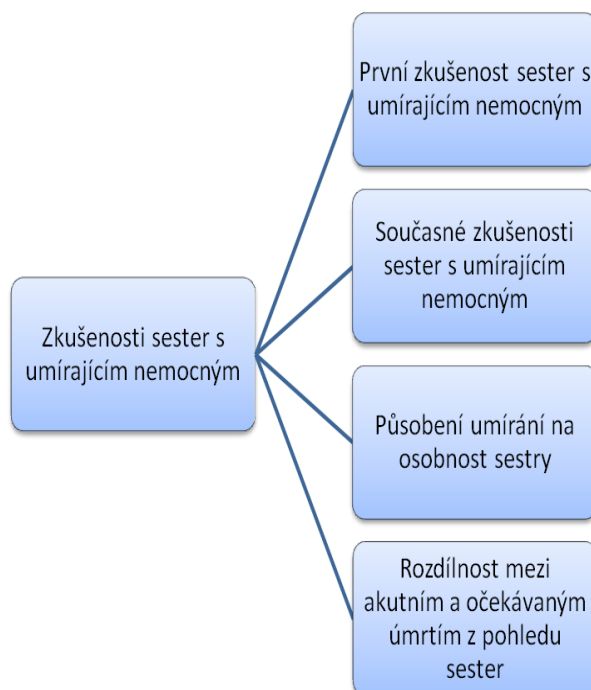 Zkušenosti sester s
umírajícím nemocným
První zkušenost sester s
umírajícím nemocným
Současné zkušenosti
sester s umírajícím
nemocným
Působení umírání na
osobnost sestry
Rozdílnost mezi
akutním a očekávaným
úmrtím z pohledu
sester